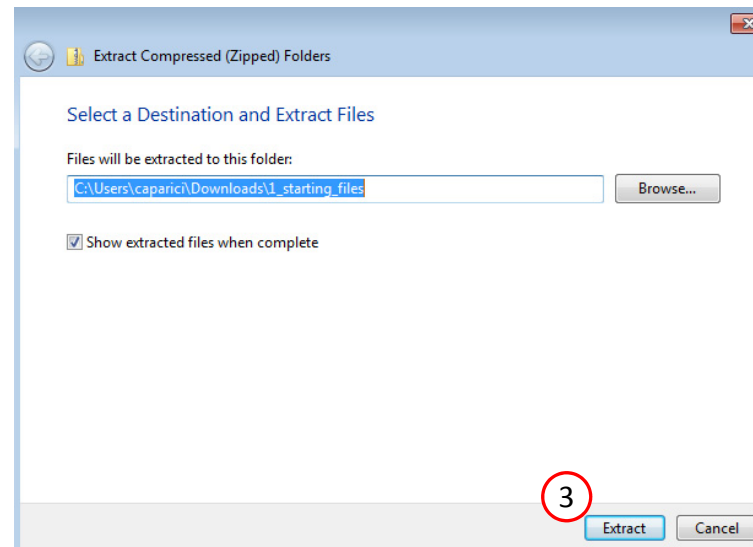 Extract Compressed (Zipped) Folders
Select a Destination and Extract Files
Files will be extracted to this folder:
C:\Users\caparici\Downloads\1_starting_files
Browse...
Show extracted files when complete
3
Extract
Cancel